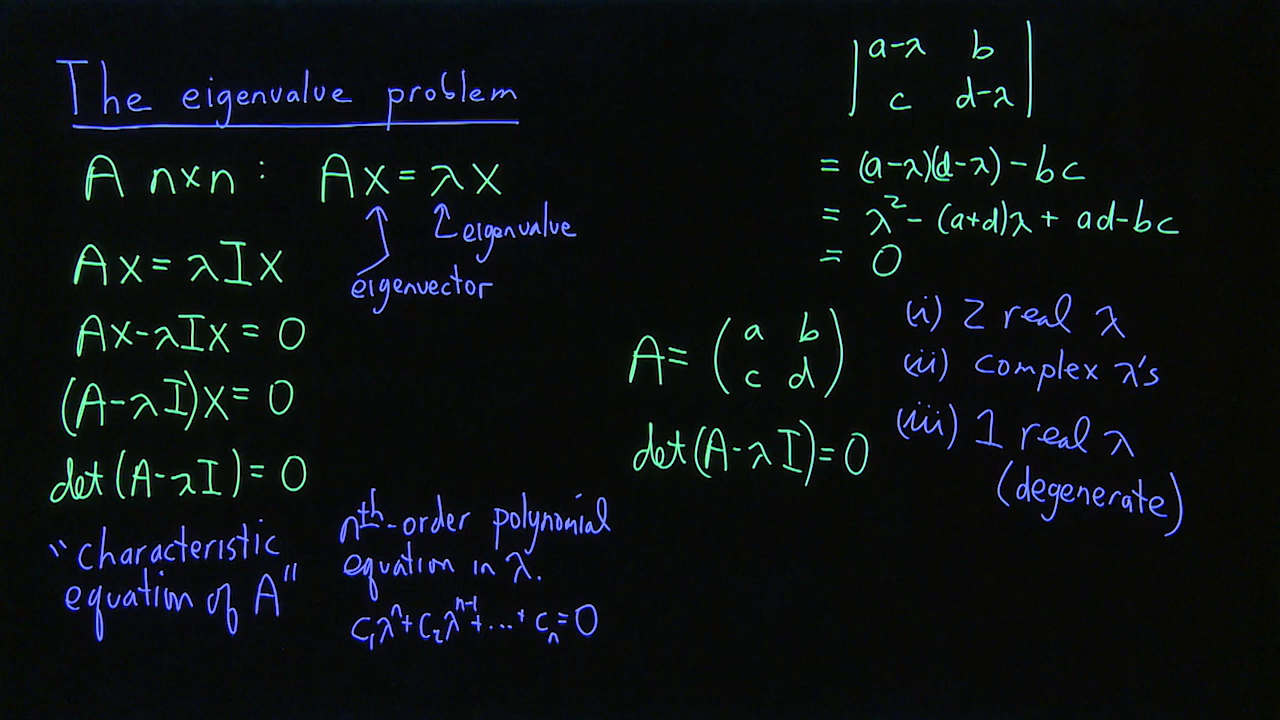 The eigenvalue problem
A n×n : Ax = λx
eigenvalue
eigenvector
Ax = λIx
Ax-λIx = 0
(A-λI)x = 0
det(A-λI) = 0
"characteristic
equation of A"
nᵗʰ-order polynomial
equation in λ.
c₁λⁿ + c₂λⁿ⁻¹ + ... + cₙ = 0
A = (a b
c d)
det(A-λI) = 0
|a-λ b
c d-λ|
= (a-λ)(d-λ) - bc
= λ² - (a+d)λ + ad-bc
= 0
(i) 2 real λ
(ii) complex λ's
(iii) 1 real λ
(degenerate)